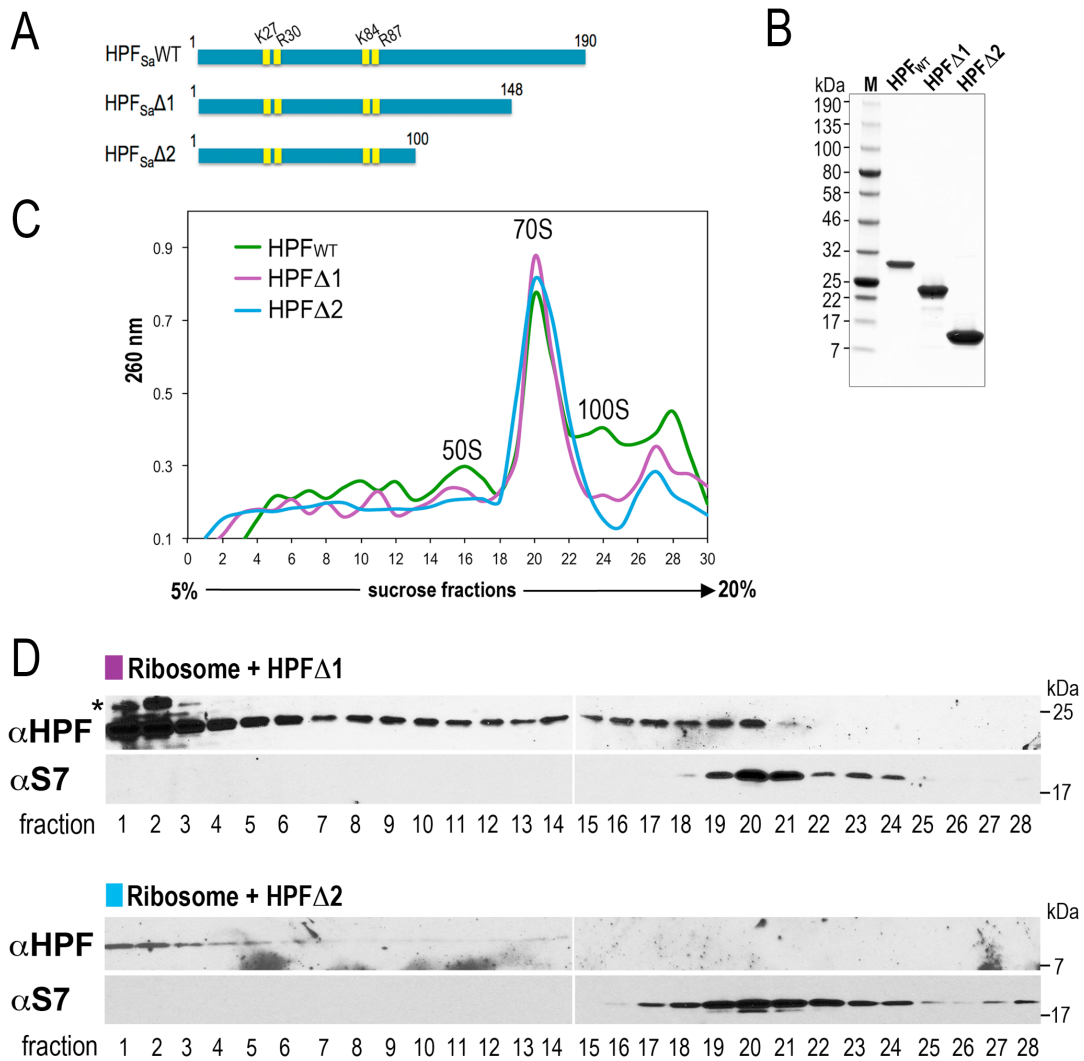 A
1 K27 R30 K84 R87 190
HPFSaWT
1 148
HPFSaΔ1
1 100
HPFSaΔ2
B
kDa M HPFWT HPFΔ1 HPFΔ2
190
135
100
80
58
46
32
25
22
17
7
C
HPFWT
HPFΔ1
HPFΔ2
70S
100S
50S
260 nm
0.9
0.7
0.5
0.3
0.1
0 2 4 6 8 10 12 14 16 18 20 22 24 26 28 30
5% sucrose fractions 20%
D
Ribosome + HPFΔ1
kDa
*
αHPF
25
αS7
17
fraction 1 2 3 4 5 6 7 8 9 10 11 12 13 14 15 16 17 18 19 20 21 22 23 24 25 26 27 28
Ribosome + HPFΔ2
kDa
αHPF
7
αS7
17
fraction 1 2 3 4 5 6 7 8 9 10 11 12 13 14 15 16 17 18 19 20 21 22 23 24 25 26 27 28